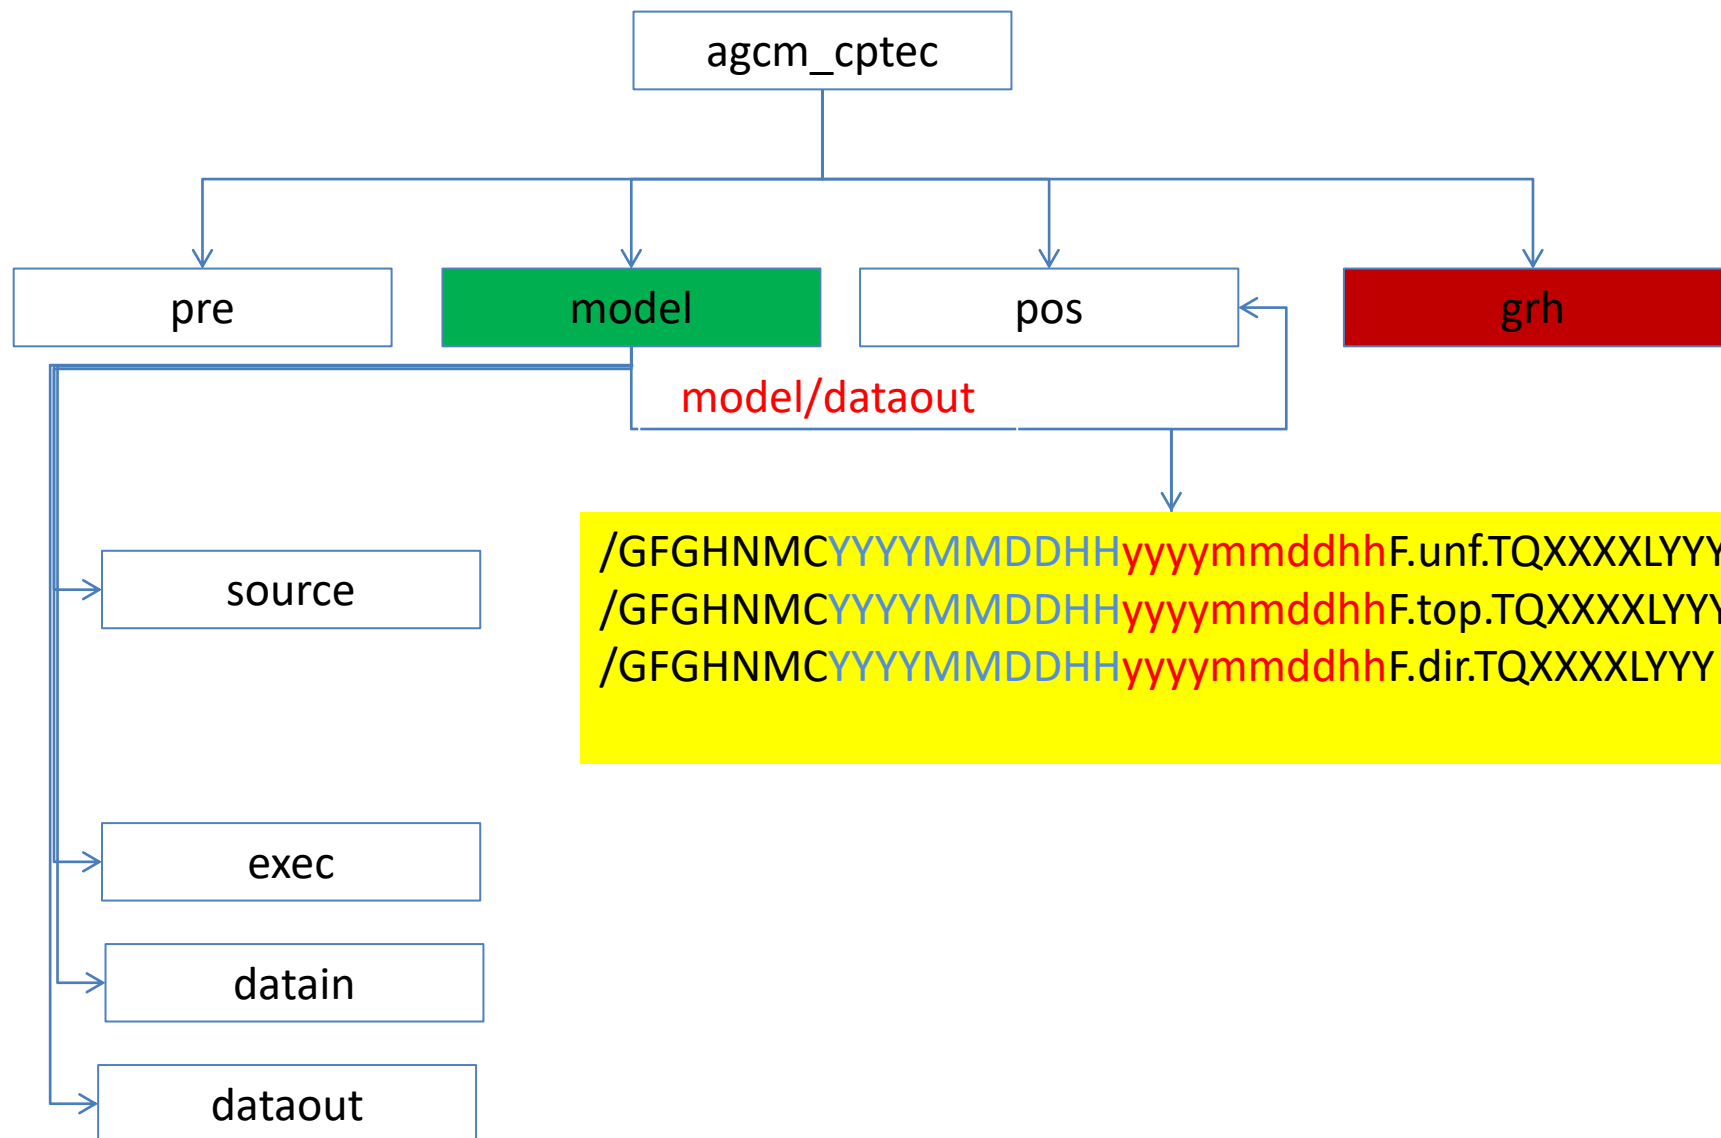 agcm_cptec
pre
model
pos
grh
model/dataout
/GFGHNMCYYYYMMDDHHyyyymmddhhF.unf.TQXXXXLYYY
/GFGHNMCYYYYMMDDHHyyyymmddhhF.top.TQXXXXLYYY
/GFGHNMCYYYYMMDDHHyyyymmddhhF.dir.TQXXXXLYYY
source
exec
datain
dataout